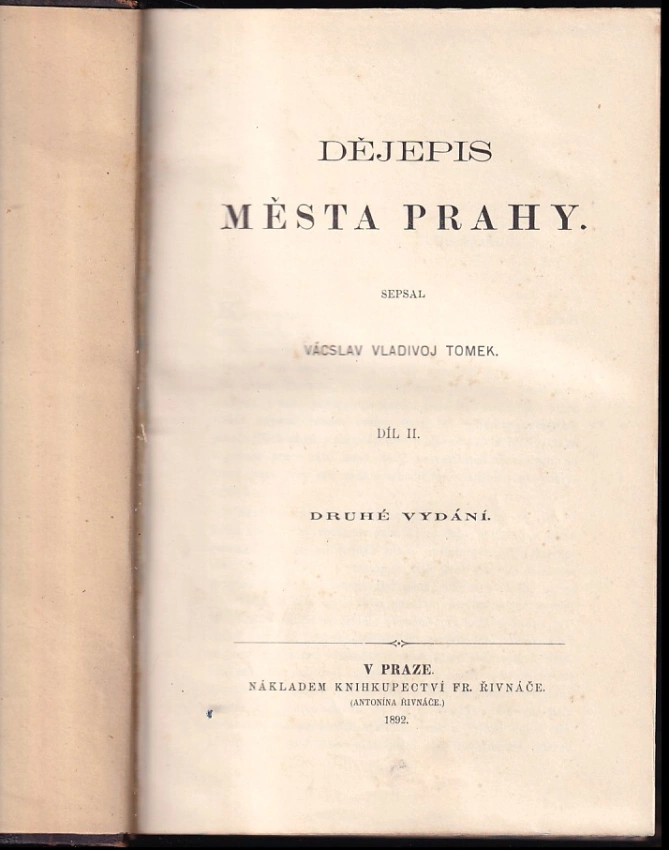 DĚJEPIS
MĚSTA PRAHY.
SEPSAL
VÁCSLAV VLADIVOJ TOMEK.
DÍL II.
DRUHÉ VYDÁNÍ.
V PRAZE.
NÁKLADEM KNIHKUPECTVÍ FR. ŘIVNÁČE.
(ANTONÍNA ŘIVNÁČE.)
1892.